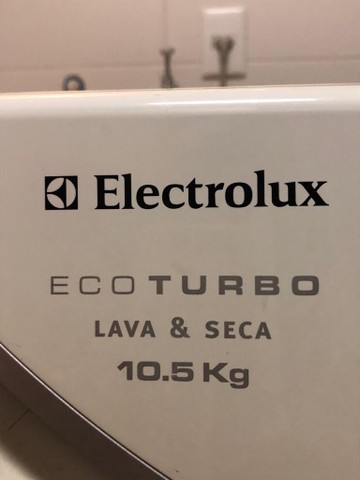 Electrolux
ECOTURBO
LAVA & SECA
10.5 Kg